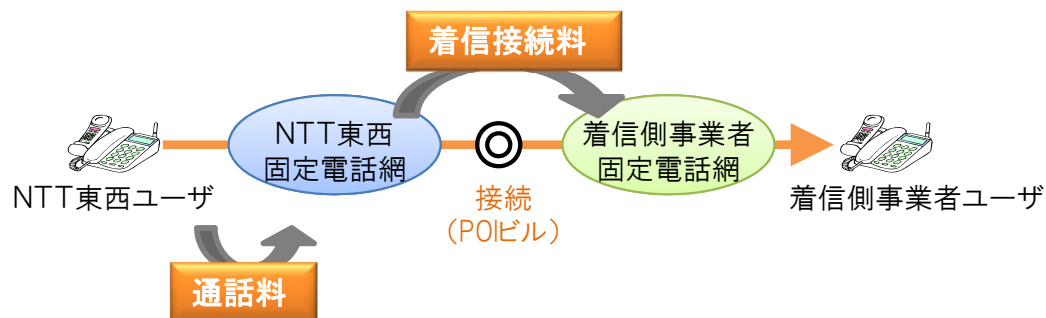 着信接続料
NTT東西
固定電話網
着信側事業者
固定電話網
NTT東西ユーザ
接続
（POIビル）
着信側事業者ユーザ
通話料